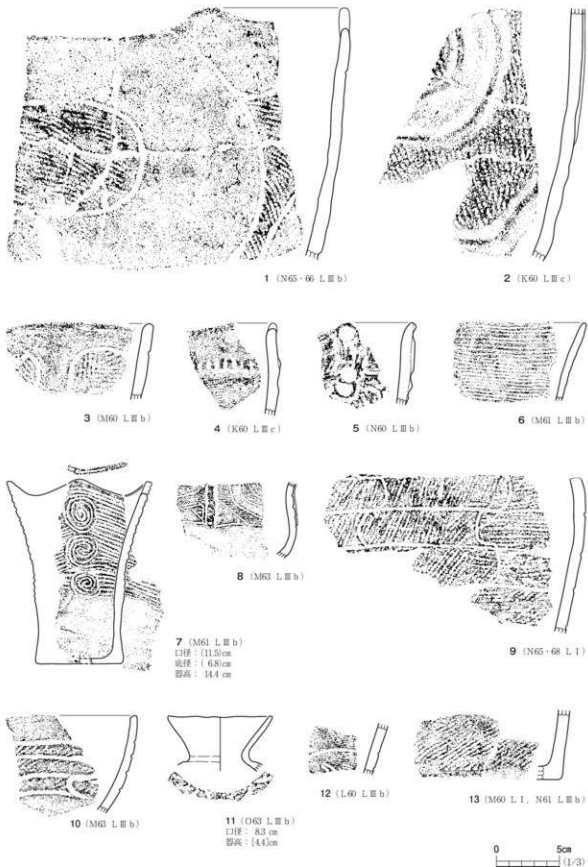 1 (N65・66 LⅢb)
2 (K60 LⅢc)
3 (M60 LⅢb)
4 (K60 LⅢc)
5 (N60 LⅢb)
6 (M61 LⅢb)
7 (M61 LⅢb)
口径：(11.5)㎝
底径：( 6.8)㎝
器高： 14.4 ㎝
8 (M63 LⅢb)
9 (N65・68 LⅠ)
10 (M63 LⅢb)
11 (O63 LⅢb)
口径： 8.3 ㎝
器高：[4.4]㎝
12 (L60 LⅢb)
13 (M60 LⅠ, N61 LⅢb)
0 5㎝
(1/3)